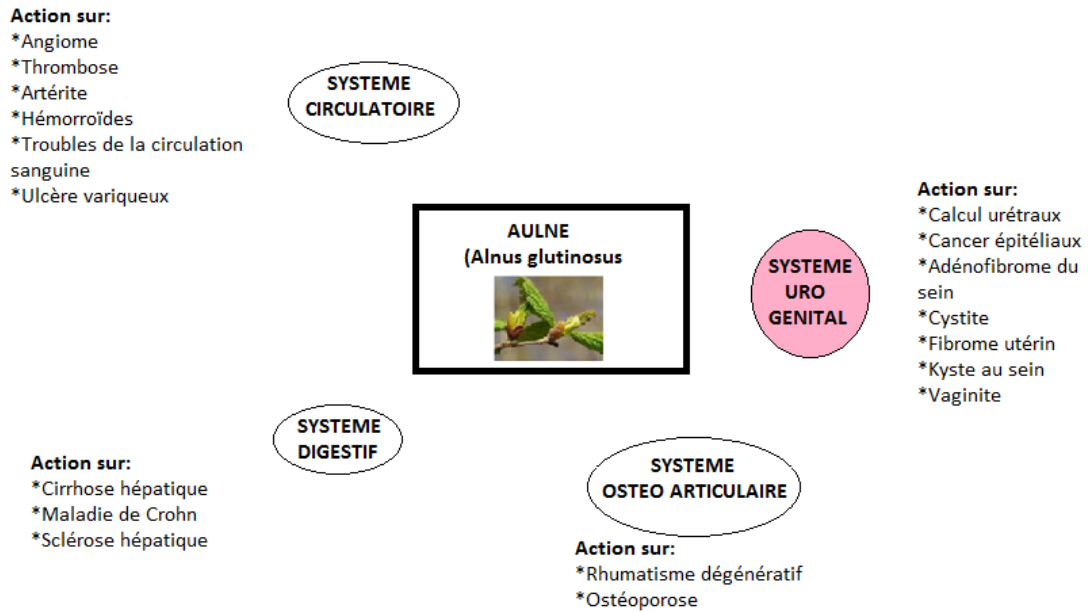 Action sur:
*Angiome
*Thrombose
*Artérite
*Hémorroïdes
*Troubles de la circulation
sanguine
*Ulcère variqueux
SYSTEME
CIRCULATOIRE
AULNE
(Alnus glutinosus
SYSTEME
URO
GENITAL
Action sur:
*Calcul urétraux
*Cancer épitéliaux
*Adénofibrome du
sein
*Cystite
*Fibrome utérin
*Kyste au sein
*Vaginite
SYSTEME
DIGESTIF
Action sur:
*Cirrhose hépatique
*Maladie de Crohn
*Sclérose hépatique
SYSTEME
OSTEO ARTICULAIRE
Action sur:
*Rhumatisme dégénératif
*Ostéoporose